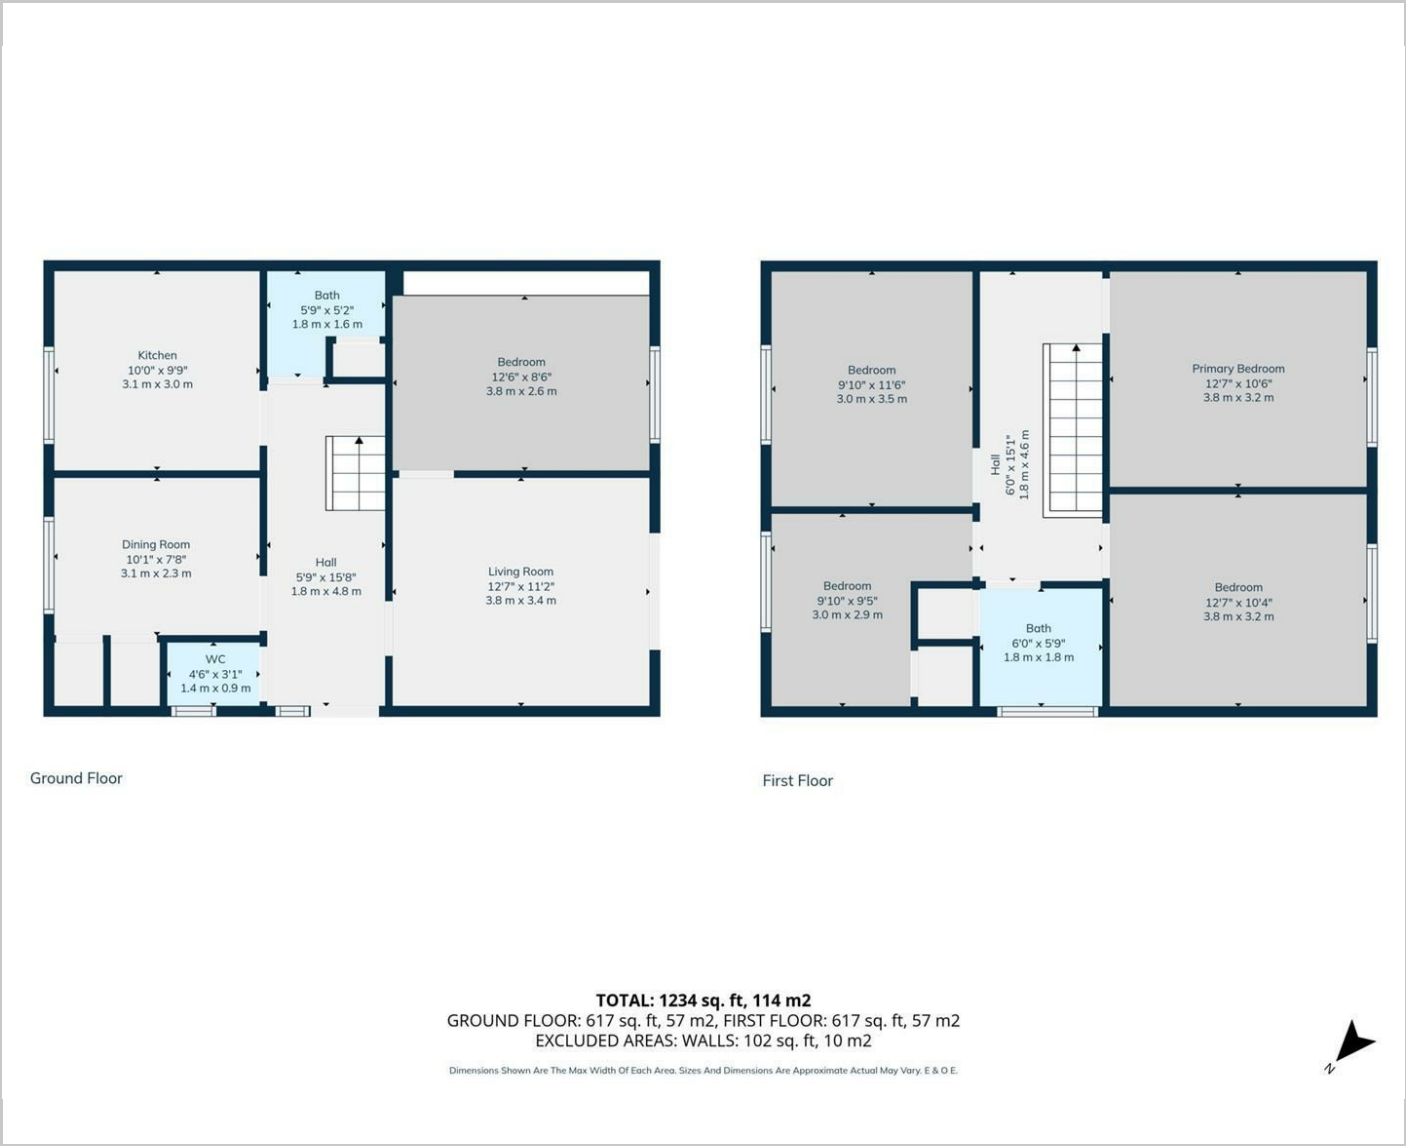 Kitchen
10'0" x 9'9"
3.1 m x 3.0 m
Bath
5'9" x 5'2"
1.8 m x 1.6 m
Bedroom
12'6" x 8'6"
3.8 m x 2.6 m
Dining Room
10'1" x 7'8"
3.1 m x 2.3 m
Hall
5'9" x 15'8"
1.8 m x 4.8 m
Living Room
12'7" x 11'2"
3.8 m x 3.4 m
WC
4'6" x 3'1"
1.4 m x 0.9 m
Ground Floor
Bedroom
9'10" x 11'6"
3.0 m x 3.5 m
Hall
6'0" x 15'1"
1.8 m x 4.6 m
Primary Bedroom
12'7" x 10'6"
3.8 m x 3.2 m
Bedroom
9'10" x 9'5"
3.0 m x 2.9 m
Bath
6'0" x 5'9"
1.8 m x 1.8 m
Bedroom
12'7" x 10'4"
3.8 m x 3.2 m
First Floor
TOTAL: 1234 sq. ft, 114 m2
GROUND FLOOR: 617 sq. ft, 57 m2, FIRST FLOOR: 617 sq. ft, 57 m2
EXCLUDED AREAS: WALLS: 102 sq. ft, 10 m2
Dimensions Shown Are The Max Width Of Each Area. Sizes And Dimensions Are Approximate Actual May Vary. E & O E.
N